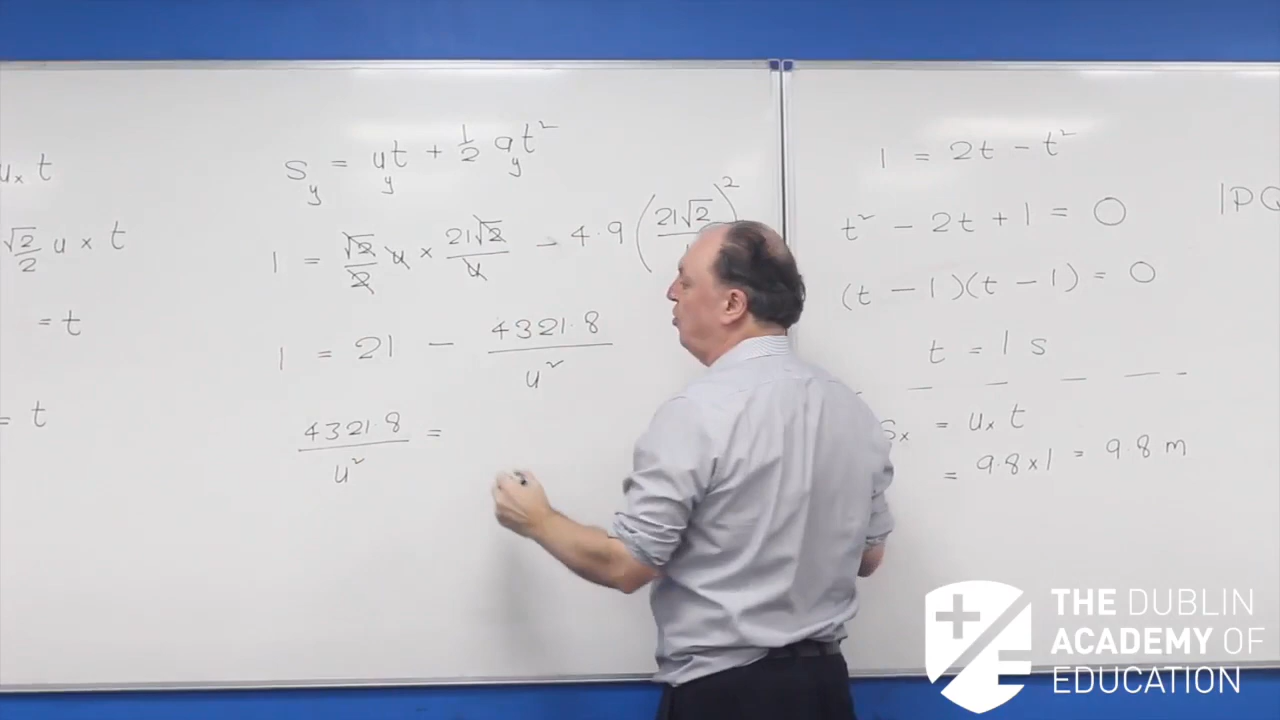 uₓ t
√2/2 u × t
= t
= t
S_y = u_y t + 1/2 a_y t²
1 = √2/2 u × 21√2/u - 4.9 (21√2/
)²
1 = 21 - 4321.8/u²
4321.8/u² =
1 = 2t - t²
t² - 2t + 1 = 0
(t - 1)(t - 1) = 0
t = 1 s
Sₓ = uₓ t
= 9.8 × 1 = 9.8 m
|PQ
THE DUBLIN
ACADEMY OF
EDUCATION